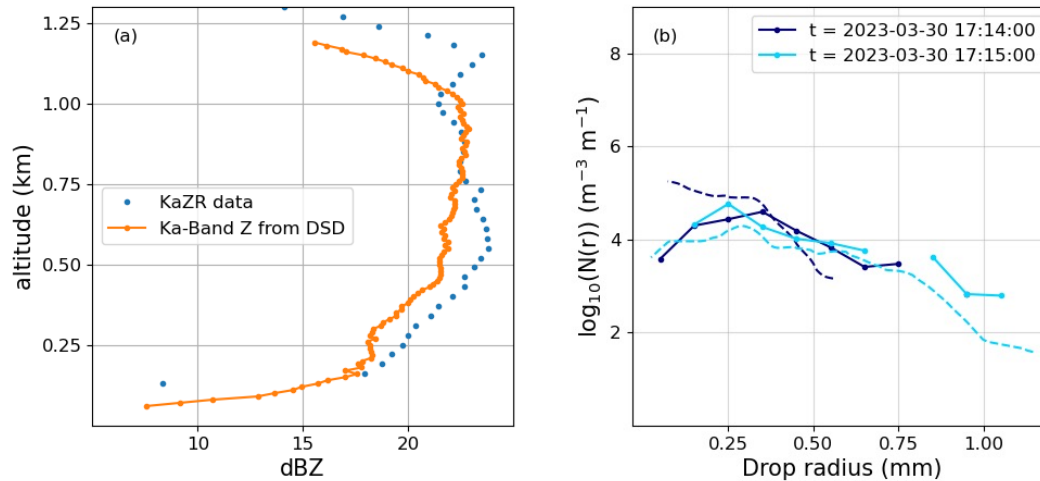 (a)
1.25
1.00
0.75
0.50
0.25
altitude (km)
KaZR data
Ka-Band Z from DSD
10
15
20
dBZ
(b)
t = 2023-03-30 17:14:00
t = 2023-03-30 17:15:00
8
6
4
2
log₁₀(N(r)) (m⁻³ m⁻¹)
0.25
0.50
0.75
1.00
Drop radius (mm)